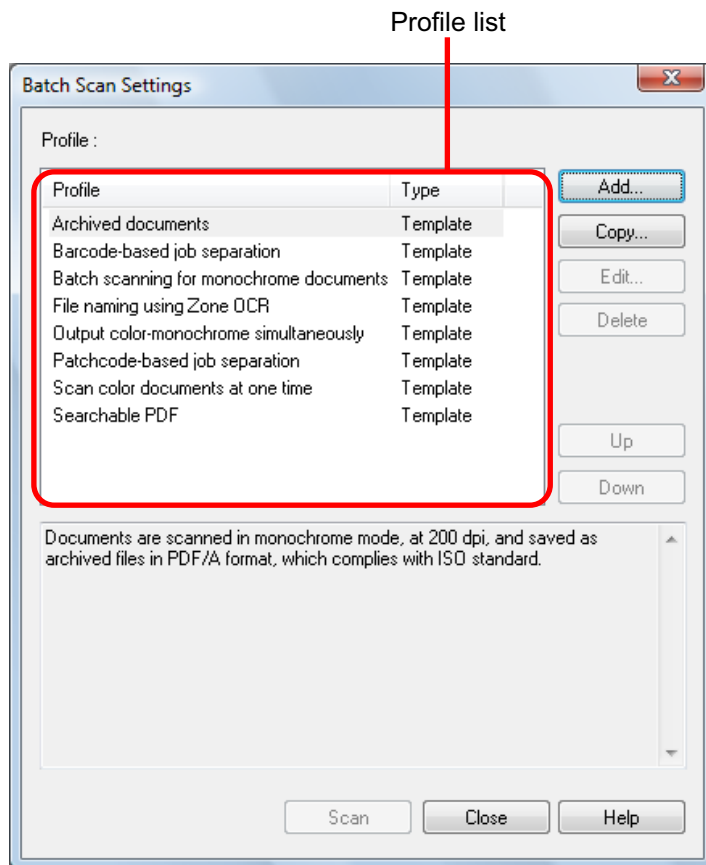 Profile list
Batch Scan Settings
Profile :
Profile Type
Archived documents Template
Barcode-based job separation Template
Batch scanning for monochrome documents Template
File naming using Zone OCR Template
Output color-monochrome simultaneously Template
Patchcode-based job separation Template
Scan color documents at one time Template
Searchable PDF Template
Add...
Copy...
Edit...
Delete
Up
Down
Documents are scanned in monochrome mode, at 200 dpi, and saved as
archived files in PDF/A format, which complies with ISO standard.
Scan Close Help